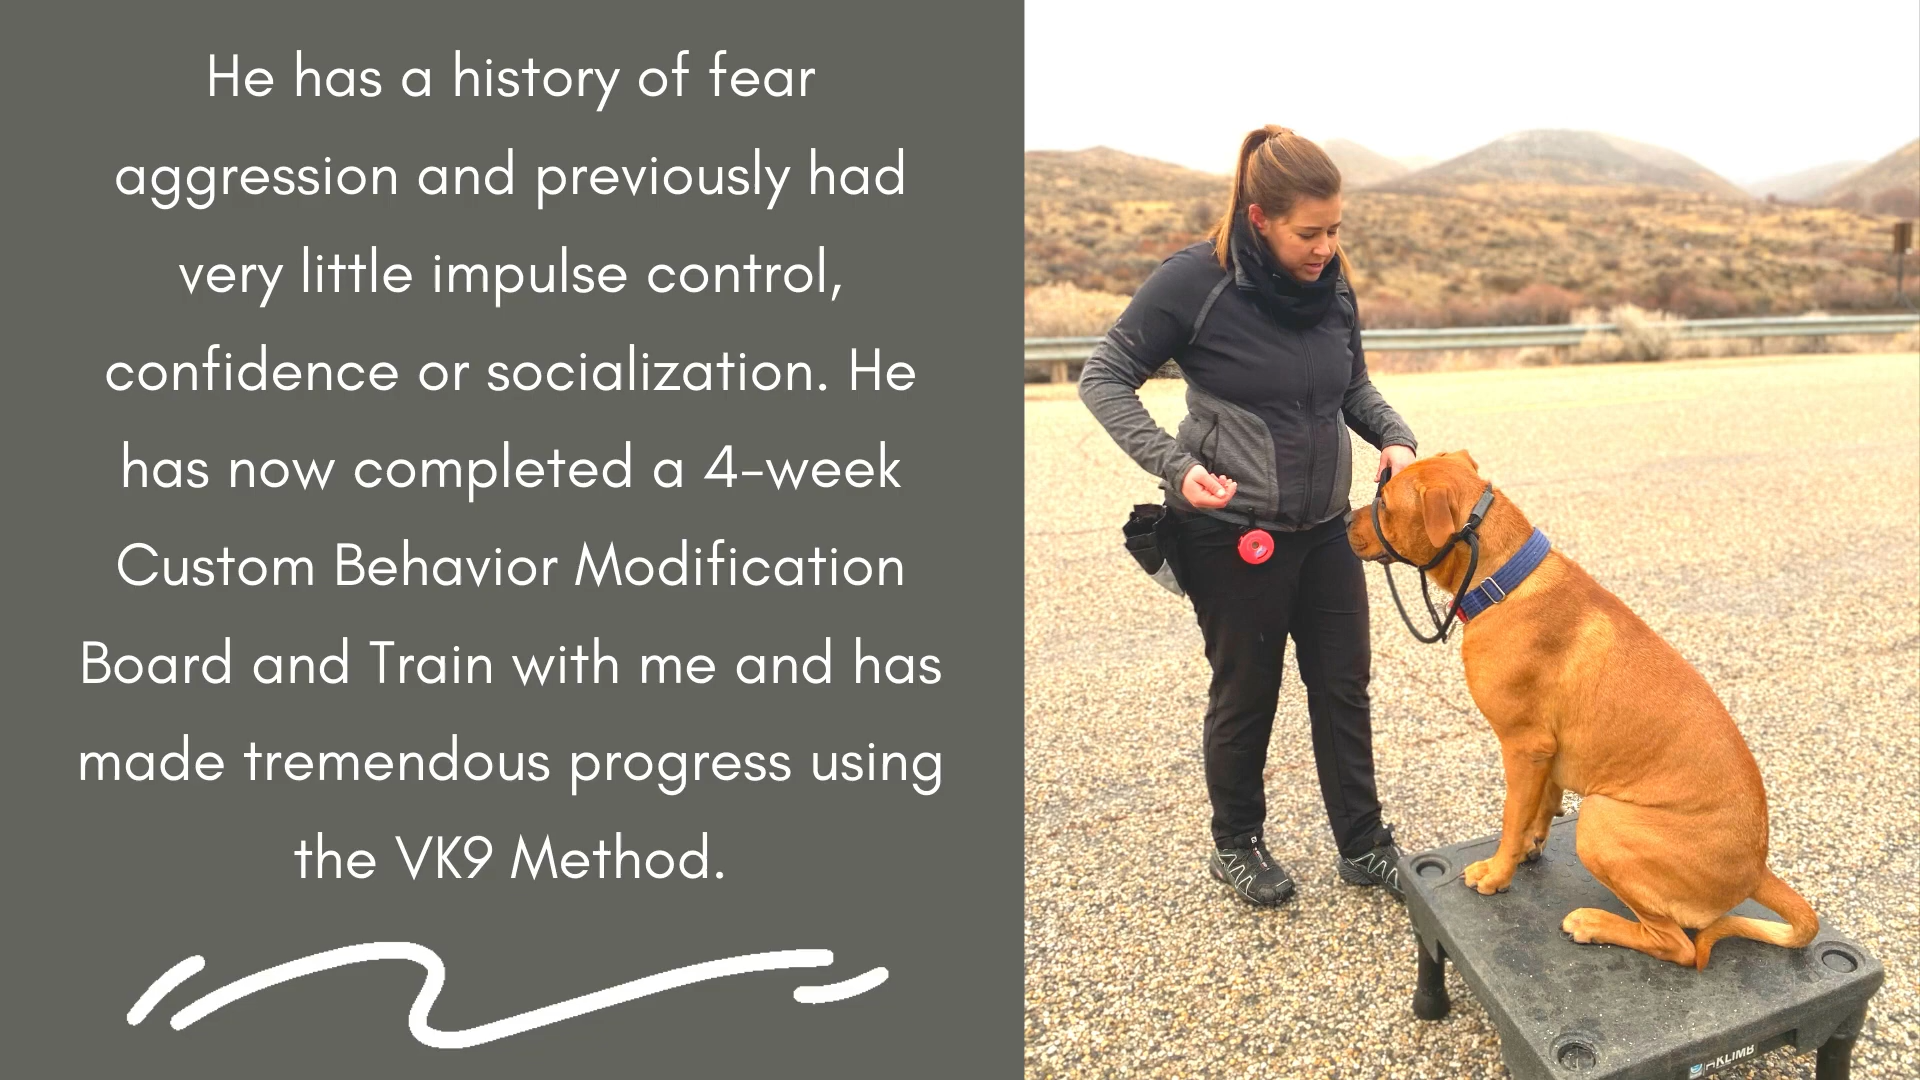 He has a history of fear
aggression and previously had
very little impulse control,
confidence or socialization. He
has now completed a 4-week
Custom Behavior Modification
Board and Train with me and has
made tremendous progress using
the VK9 Method.
KLIMB